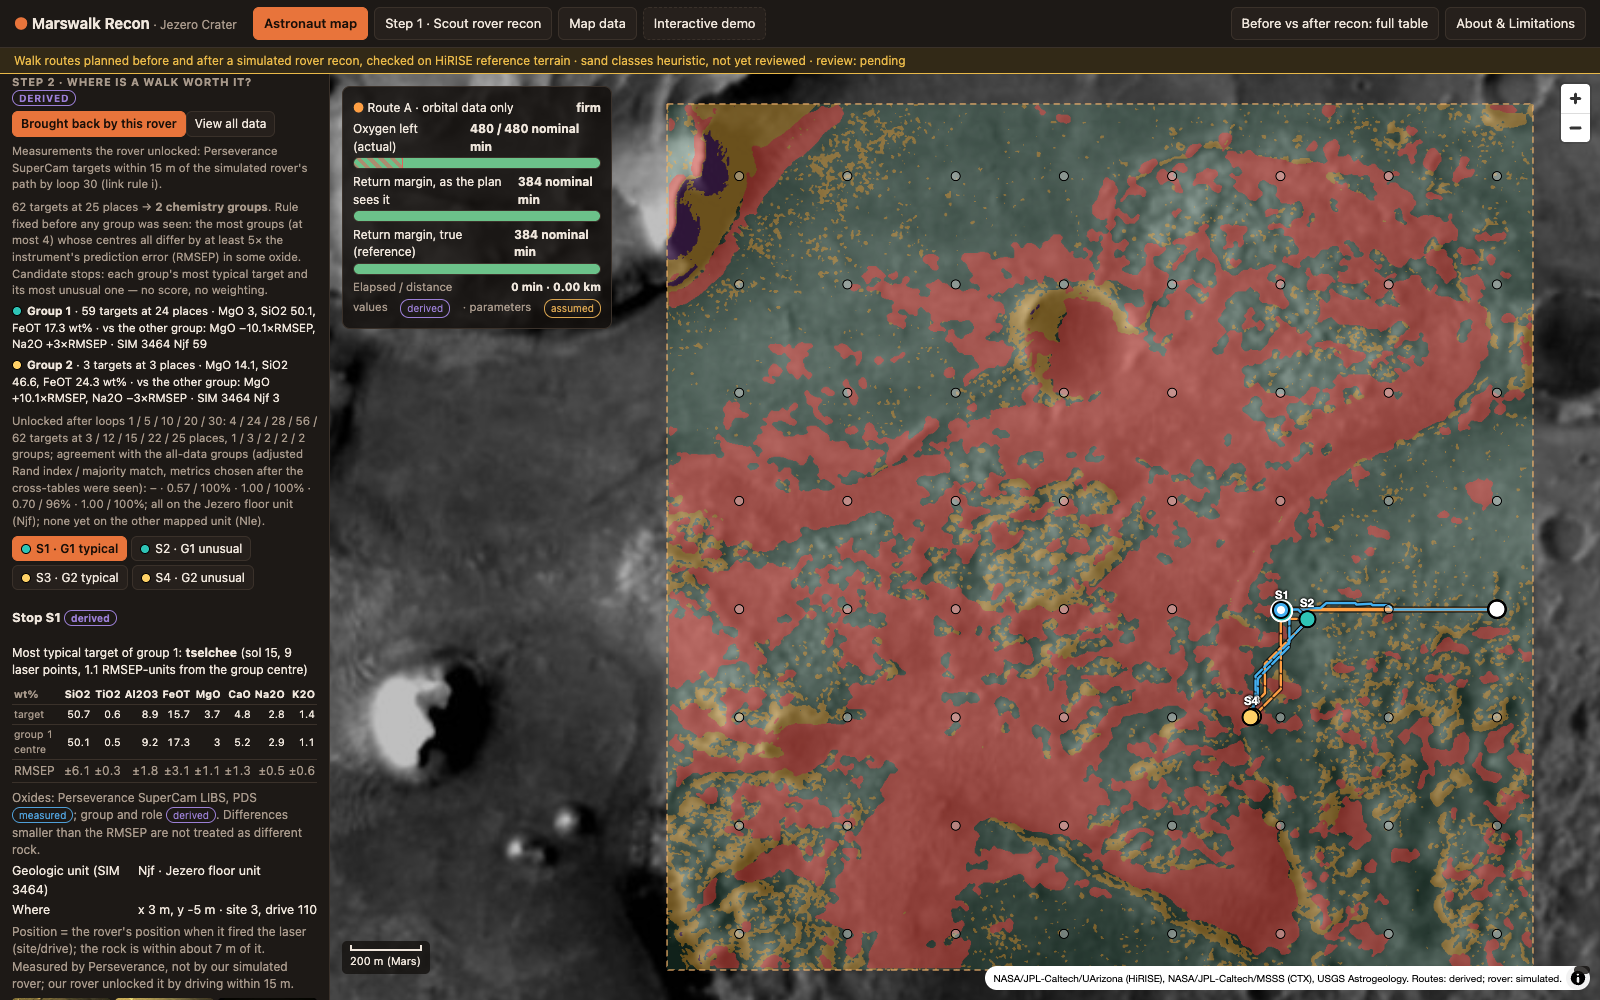 Marswalk Recon · Jezero Crater
Astronaut map
Step 1 · Scout rover recon
Map data
Interactive demo
Before vs after recon: full table
About & Limitations
Walk routes planned before and after a simulated rover recon, checked on HiRISE reference terrain · sand classes heuristic, not yet reviewed · review: pending
STEP 2 · WHERE IS A WALK WORTH IT?
DERIVED
Brought back by this rover
View all data
Measurements the rover unlocked: Perseverance
SuperCam targets within 15 m of the simulated rover's
path by loop 30 (link rule i).
62 targets at 25 places → 2 chemistry groups. Rule
fixed before any group was seen: the most groups (at
most 4) whose centres all differ by at least 5× the
instrument's prediction error (RMSEP) in some oxide.
Candidate stops: each group's most typical target and
its most unusual one — no score, no weighting.
Group 1 · 59 targets at 24 places · MgO 3, SiO2 50.1,
FeOT 17.3 wt% · vs the other group: MgO −10.1×RMSEP,
Na2O +3×RMSEP · SIM 3464 Njf 59
Group 2 · 3 targets at 3 places · MgO 14.1, SiO2
46.6, FeOT 24.3 wt% · vs the other group: MgO
+10.1×RMSEP, Na2O −3×RMSEP · SIM 3464 Njf 3
Unlocked after loops 1 / 5 / 10 / 20 / 30: 4 / 24 / 28 / 56 /
62 targets at 3 / 12 / 15 / 22 / 25 places, 1 / 3 / 2 / 2 / 2
groups; agreement with the all-data groups (adjusted
Rand index / majority match, metrics chosen after the
cross-tables were seen): – · 0.57 / 100% · 1.00 / 100% ·
0.70 / 96% · 1.00 / 100%; all on the Jezero floor unit
(Njf); none yet on the other mapped unit (Nle).
S1 · G1 typical
S2 · G1 unusual
S3 · G2 typical
S4 · G2 unusual
Stop S1 derived
Most typical target of group 1: tselchee (sol 15, 9
laser points, 1.1 RMSEP-units from the group centre)
wt% SiO2 TiO2 Al2O3 FeOT MgO CaO Na2O K2O
target 50.7 0.6 8.9 15.7 3.7 4.8 2.8 1.4
group 1
centre 50.1 0.5 9.2 17.3 3 5.2 2.9 1.1
RMSEP ±6.1 ±0.3 ±1.8 ±3.1 ±1.1 ±1.3 ±0.5 ±0.6
Oxides: Perseverance SuperCam LIBS, PDS
measured; group and role derived. Differences
smaller than the RMSEP are not treated as different
rock.
Geologic unit (SIM
3464)
Njf · Jezero floor unit
Where
x 3 m, y -5 m · site 3, drive 110
Position = the rover's position when it fired the laser
(site/drive); the rock is within about 7 m of it.
Measured by Perseverance, not by our simulated
rover; our rover unlocked it by driving within 15 m.
Route A · orbital data only
firm
Oxygen left
(actual)
480 / 480 nominal
min
Return margin, as the plan
sees it
384 nominal
min
Return margin, true
(reference)
384 nominal
min
Elapsed / distance
0 min · 0.00 km
values derived · parameters assumed
S1
S2
S4
+
−
200 m (Mars)
NASA/JPL-Caltech/UArizona (HiRISE), NASA/JPL-Caltech/MSSS (CTX), USGS Astrogeology. Routes: derived; rover: simulated.